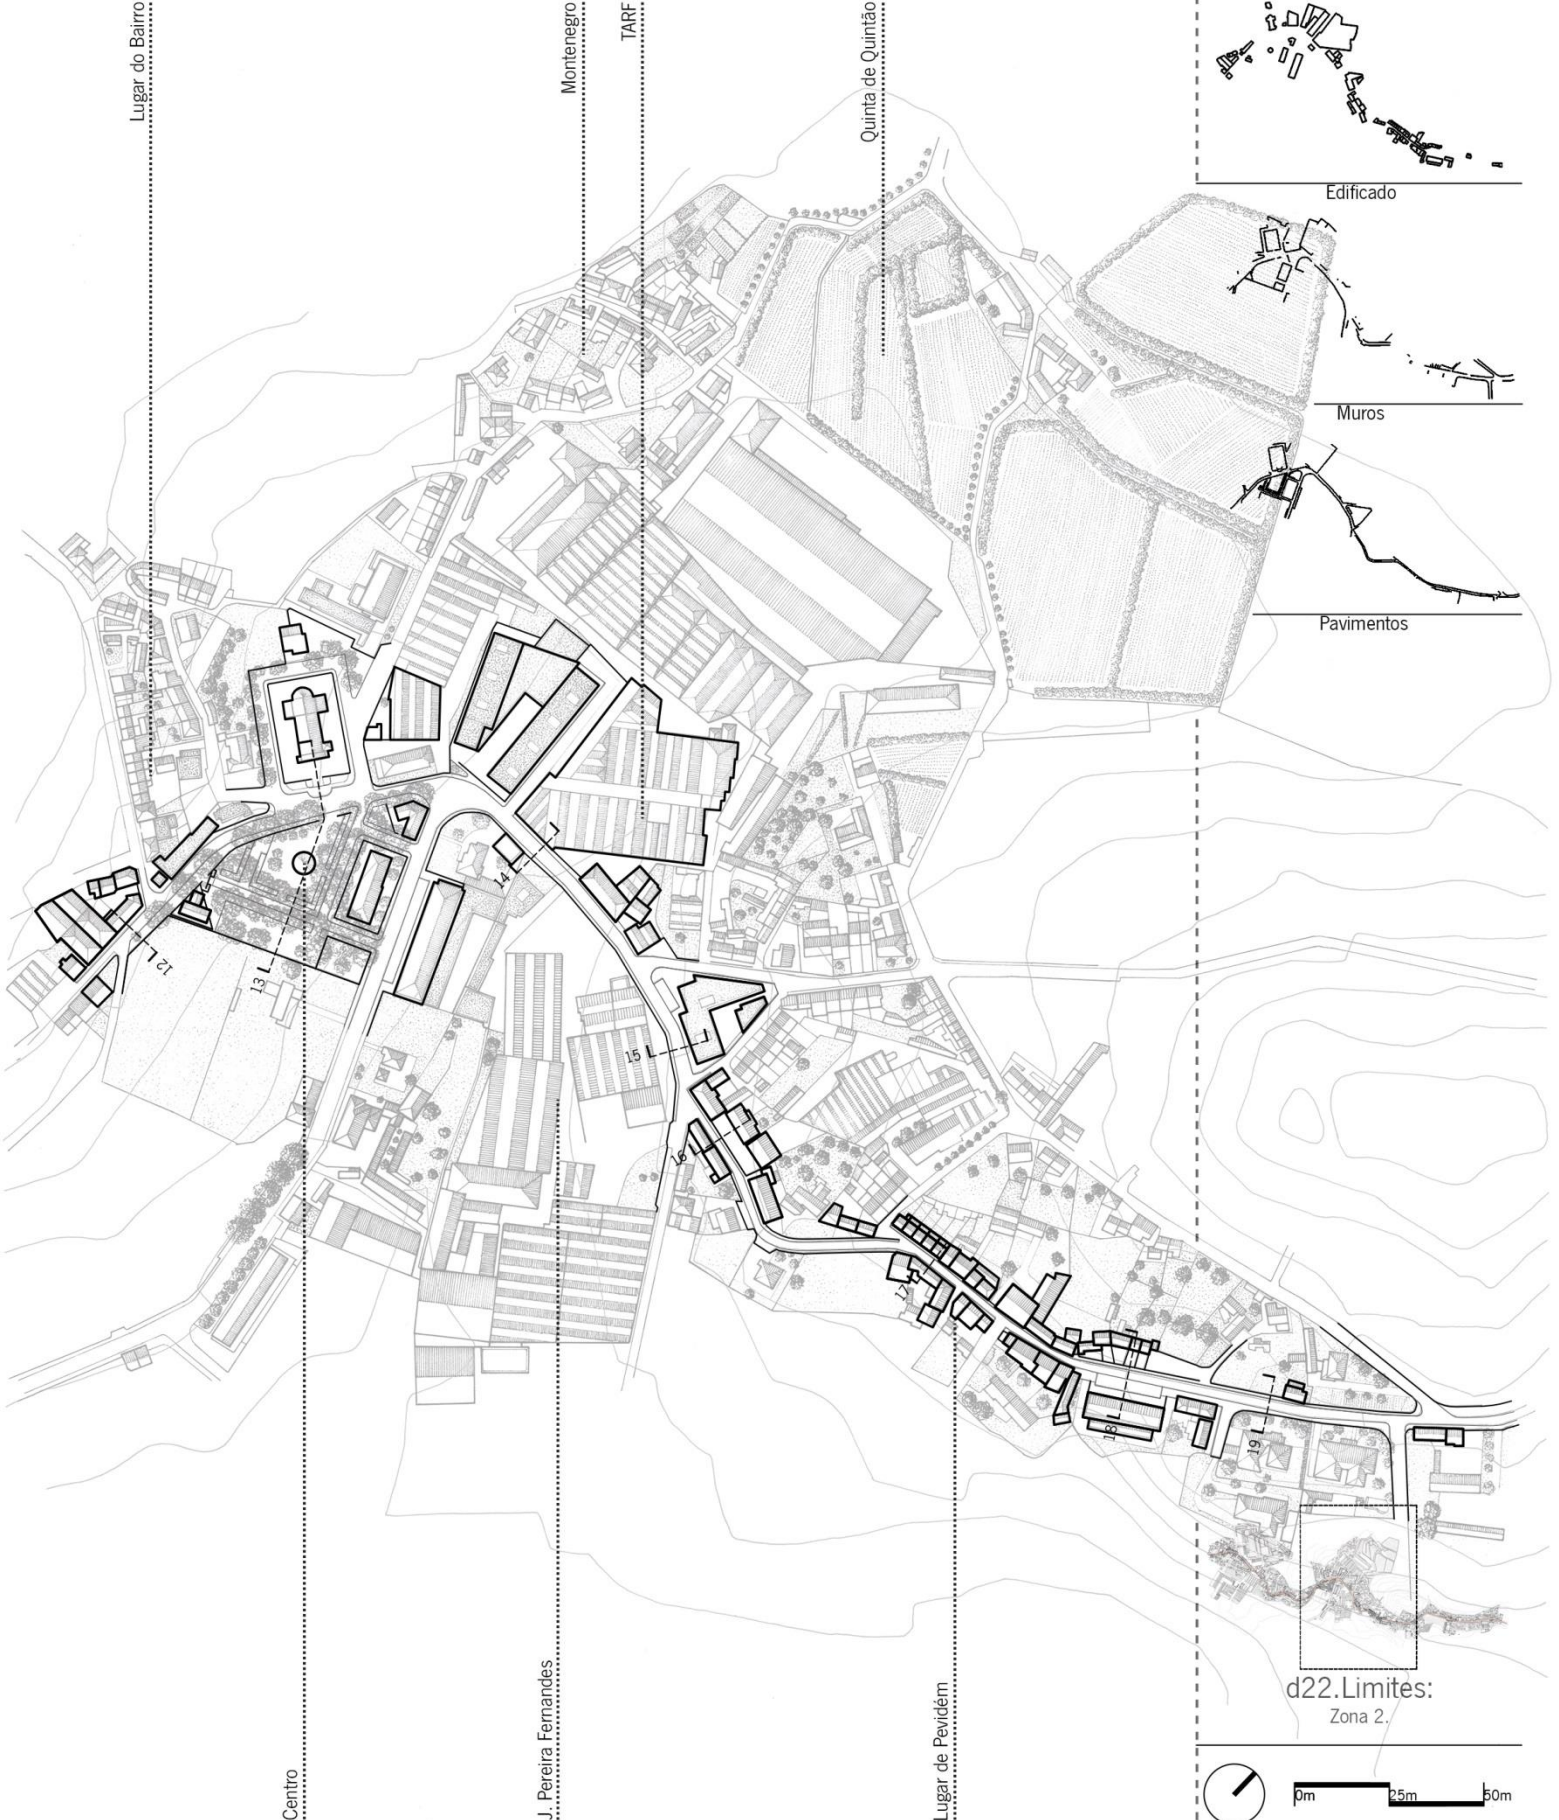 Lugar do Bairro
Montenegro
TARF
Quinta de Quintão
Edificado
Muros
Pavimentos
12
13
14
15
16
17
18
19
Centro
J. Pereira Fernandes
Lugar de Pevidém
d22.Limites:
Zona 2.
0m 25m 50m